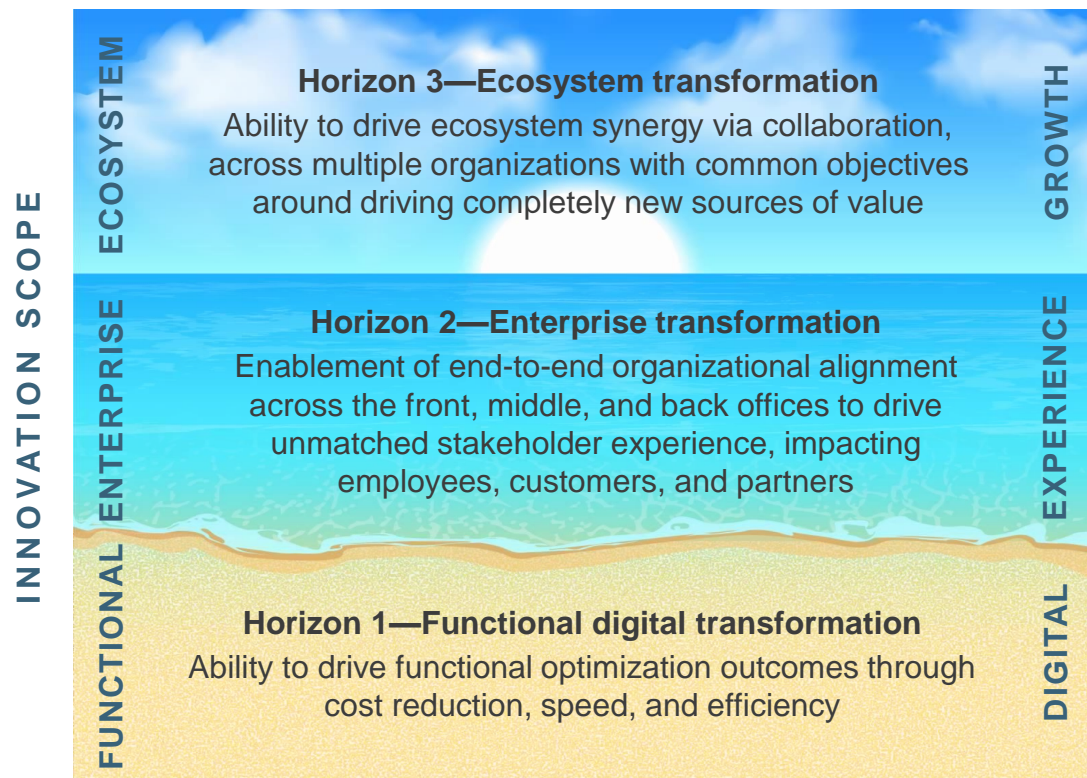 INNOVATION SCOPE
ECOSYSTEM
Horizon 3—Ecosystem transformation
Ability to drive ecosystem synergy via collaboration,
across multiple organizations with common objectives
around driving completely new sources of value
GROWTH
ENTERPRISE
Horizon 2—Enterprise transformation
Enablement of end-to-end organizational alignment
across the front, middle, and back offices to drive
unmatched stakeholder experience, impacting
employees, customers, and partners
EXPERIENCE
FUNCTIONAL
Horizon 1—Functional digital transformation
Ability to drive functional optimization outcomes through
cost reduction, speed, and efficiency
DIGITAL